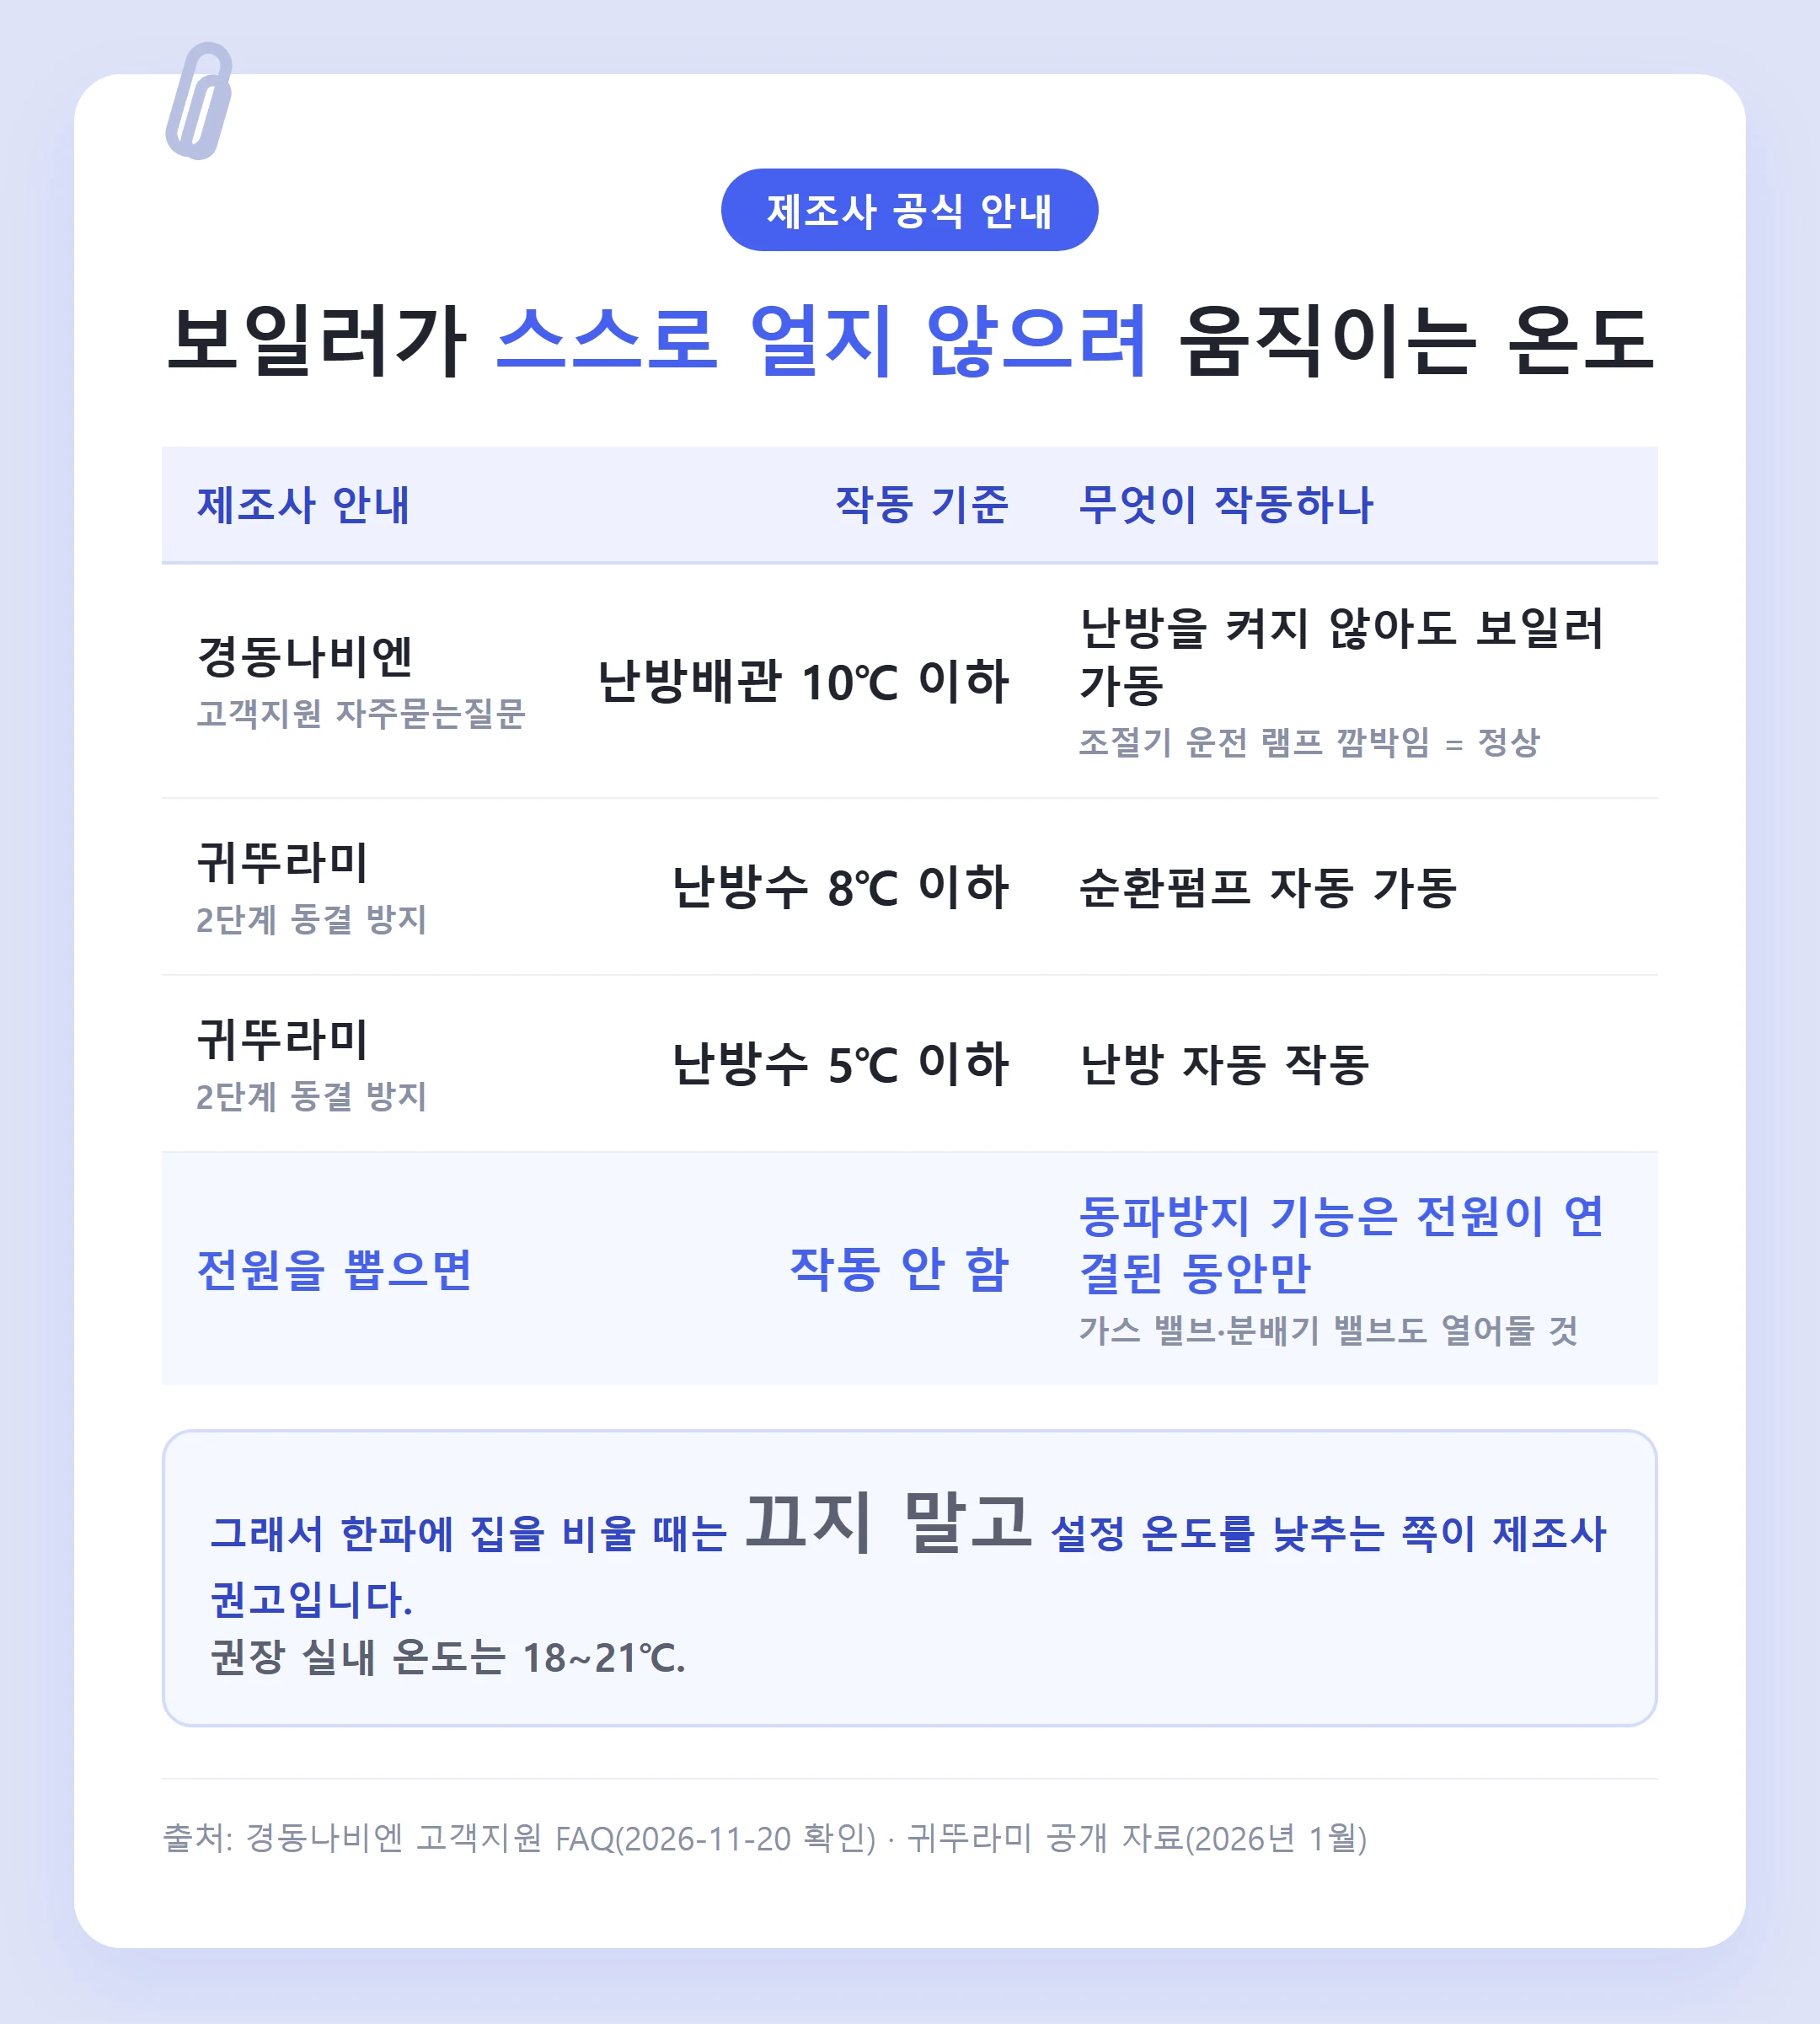 제조사 공식 안내
보일러가 스스로 얼지 않으려 움직이는 온도
제조사 안내 작동 기준 무엇이 작동하나
경동나비엔
고객지원 자주묻는질문
난방배관 10℃ 이하
난방을 켜지 않아도 보일러
가동
조절기 운전 램프 깜박임 = 정상
귀뚜라미
2단계 동결 방지
난방수 8℃ 이하
순환펌프 자동 가동
귀뚜라미
2단계 동결 방지
난방수 5℃ 이하
난방 자동 작동
전원을 뽑으면
작동 안 함
동파방지 기능은 전원이 연
결된 동안만
가스 밸브·분배기 밸브도 열어둘 것
그래서 한파에 집을 비울 때는 끄지 말고 설정 온도를 낮추는 쪽이 제조사
권고입니다.
권장 실내 온도는 18~21℃.
출처: 경동나비엔 고객지원 FAQ(2026-11-20 확인) · 귀뚜라미 공개 자료(2026년 1월)